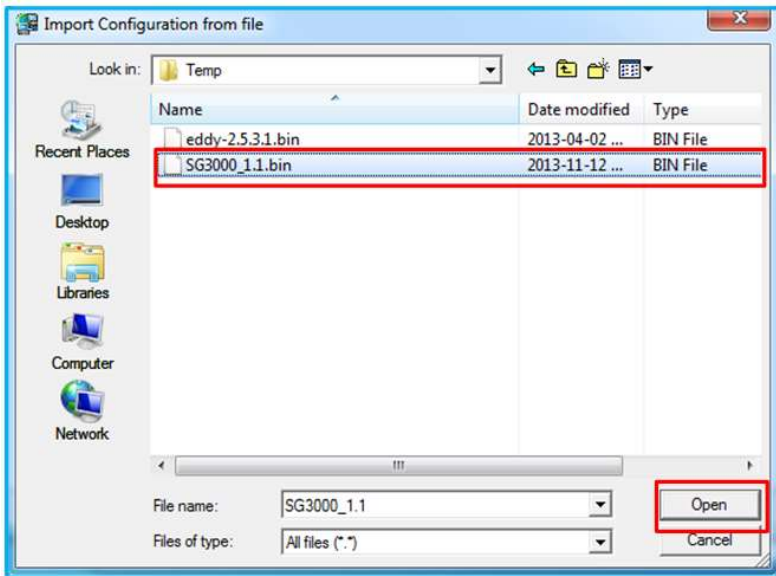 Import Configuration from file
Look in: Temp
Name Date modified Type
eddy-2.5.3.1.bin 2013-04-02 ... BIN File
SG3000_1.1.bin 2013-11-12 ... BIN File
Recent Places
Desktop
Libraries
Computer
Network
File name: SG3000_1.1 Open
Files of type: All files (*.*) Cancel